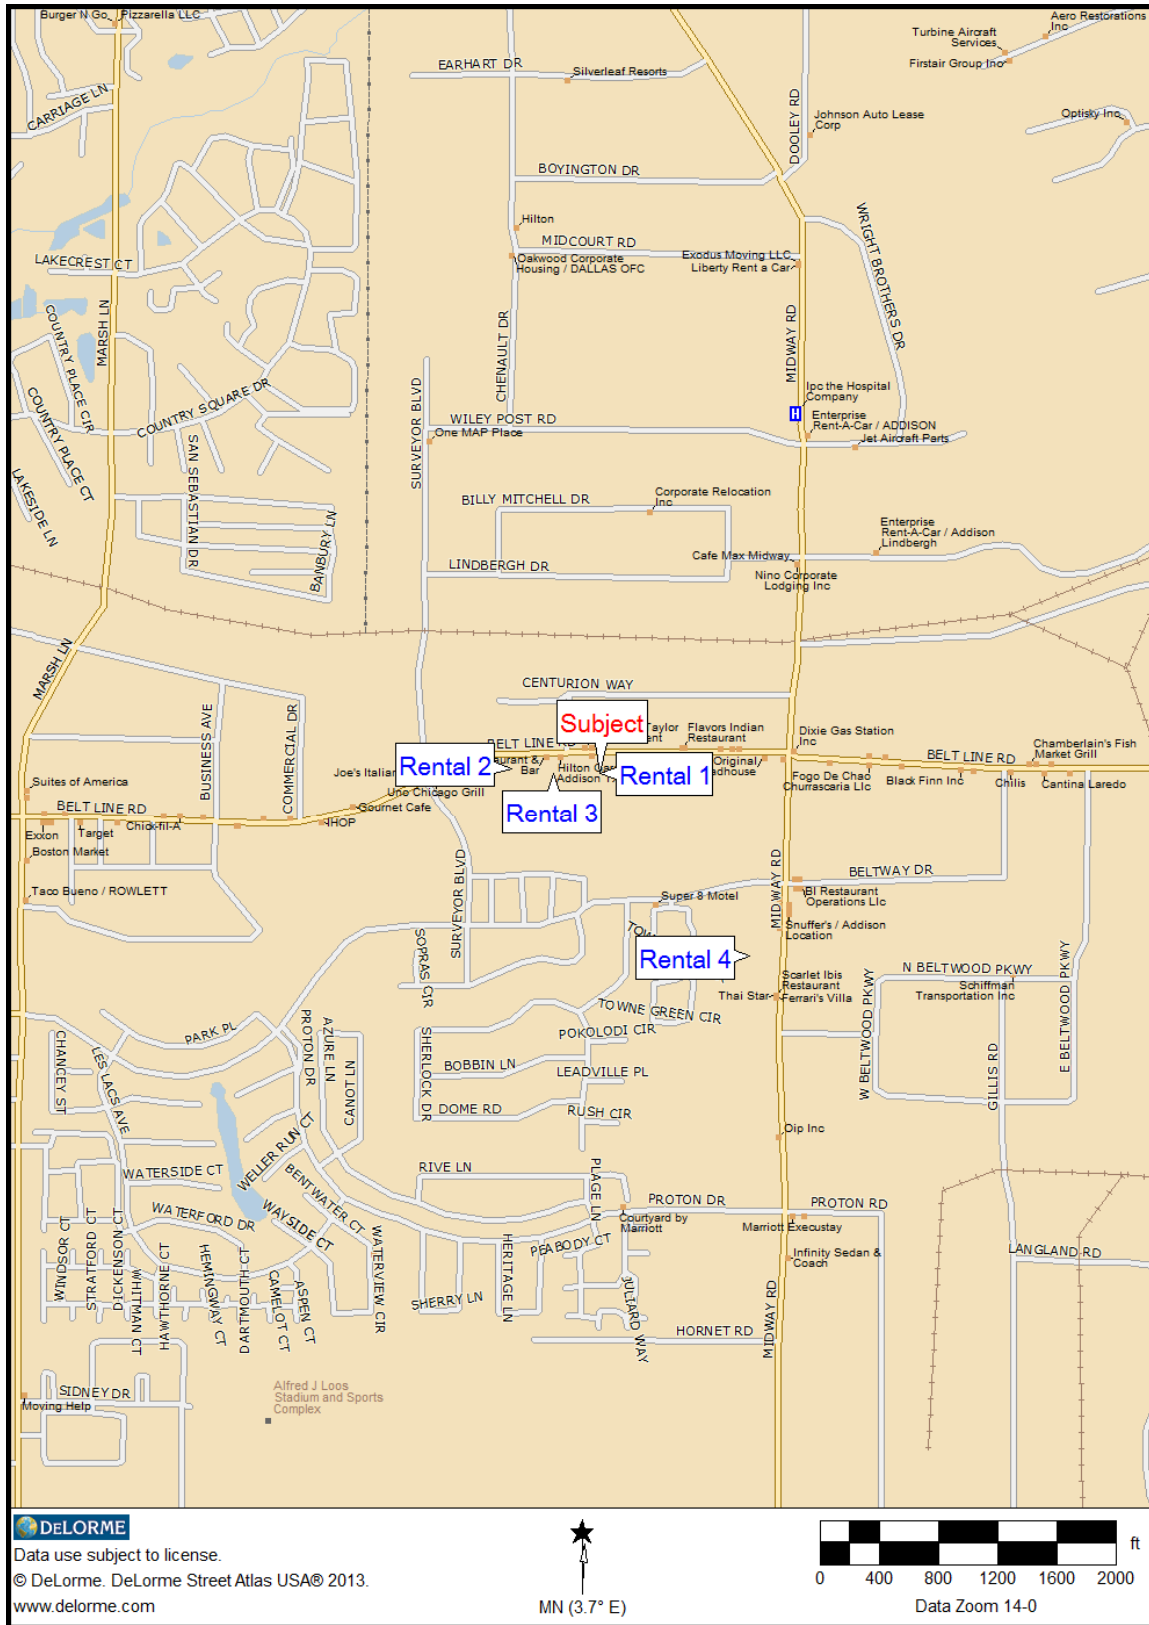 Burger N Go
Pizzarella LLC
Aero Restorations
Inc
Turbine Aircraft
Services
Firstair Group Inc
EARHART DR
Silverleaf Resorts
CARRIAGE LN
DOOLEY RD
Johnson Auto Lease
Corp
Optisky Inc
BOYINGTON DR
Hilton
MIDCOURT RD
Oakwood Corporate
Housing / DALLAS OFC
Exodus Moving LLC
Liberty Rent a Car
WRIGHT BROTHERS DR
LAKECREST CT
MARSH LN
COUNTRY PLACE CIR
CHENAULT DR
MIDWAY RD
COUNTRY SQUARE DR
COUNTRY PLACE CT
SURVEYOR BLVD
Ipc the Hospital
Company
H
WILEY POST RD
One MAP Place
Enterprise
Rent-A-Car / ADDISON
Jet Aircraft Parts
LAKESIDE LN
SAN SEBASTIAN DR
BANBURY LN
BILLY MITCHELL DR
Corporate Relocation
Inc
Enterprise
Rent-A-Car / Addison
Lindbergh
Cafe Max Midway
LINDBERGH DR
Nino Corporate
Lodging Inc
MARSH LN
CENTURION WAY
BUSINESS AVE
COMMERCIAL DR
Subject
Taylor
Flavors Indian
Restaurant
Dixie Gas Station
Inc
BELT LINE RD
BELT LINE RD
Chamberlain's Fish
Market Grill
Rental 2
Bar
Hilton
Addison
Rental 1
Original
Suites of America
Joe's Italian
Uno Chicago Grill
Fogo De Chao
Churrascaria Llc
Black Finn Inc
Chilis
Cantina Laredo
Rental 3
BELT LINE RD
Gourmet Cafe
Exxon
Target
Chick-fil-A
IHOP
Boston Market
Taco Bueno / ROWLETT
SURVEYOR BLVD
MIDWAY RD
BELTWAY DR
Super 8 Motel
BI Restaurant
Operations Llc
Snuffer's / Addison
Location
SOPRAS CIR
Rental 4
Scarlet Ibis
Restaurant
Thai Star
Ferrari's Villa
N BELTWOOD PKWY
Schiffman
Transportation Inc
W BELTWOOD PKWY
E BELTWOOD PKWY
TOWNE GREEN CIR
PARK PL
PROTON DR
AZURE LN
CANOT LN
SHERLOCK DR
POKOLODI CIR
BOBBIN LN
LEADVILLE PL
DOME RD
RUSH CIR
CHANCEY ST
LES LACS AVE
GILLIS RD
Oip Inc
WELLER RUN CT
WATERSIDE CT
BENTWATER CT
RIVE LN
PLAGE LN
PROTON DR
PROTON RD
WATERFORD DR
WAYSIDE CT
WATERVIEW CIR
Courtyard by
Marriott
Marriott Execustay
PEABODY CT
HERITAGE LN
Infinity Sedan &
Coach
LANGLAND RD
WINDSOR CT
STRATFORD CT
DICKENSON CT
WHITMAN CT
HAWTHORNE CT
HEMINGWAY CT
DARTMOUTH CT
CAMELOT CT
ASPEN CT
SHERRY LN
JULIARD WAY
HORNET RD
MIDWAY RD
SIDNEY DR
Moving Help
Alfred J Loos
Stadium and Sports
Complex
DELORME
Data use subject to license.
© DeLorme. DeLorme Street Atlas USA® 2013.
www.delorme.com
MN (3.7° E)
ft
0 400 800 1200 1600 2000
Data Zoom 14-0